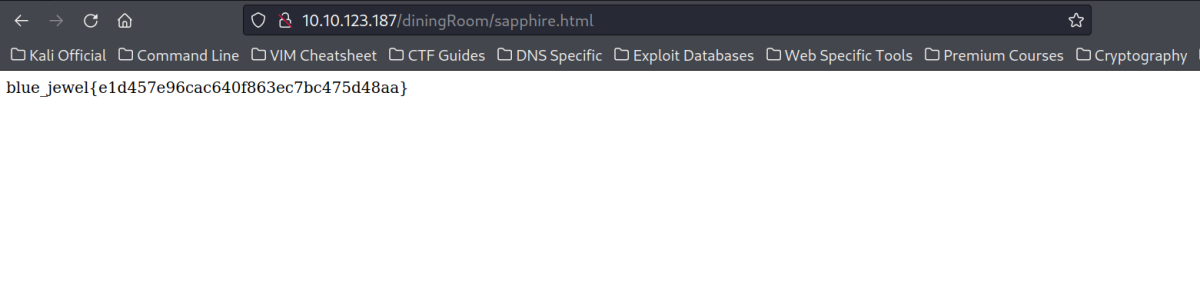 10.10.123.187/diningRoom/sapphire.html
Kali Official Command Line VIM Cheatsheet CTF Guides DNS Specific Exploit Databases Web Specific Tools Premium Courses Cryptography
blue_jewel{e1d457e96cac640f863ec7bc475d48aa}